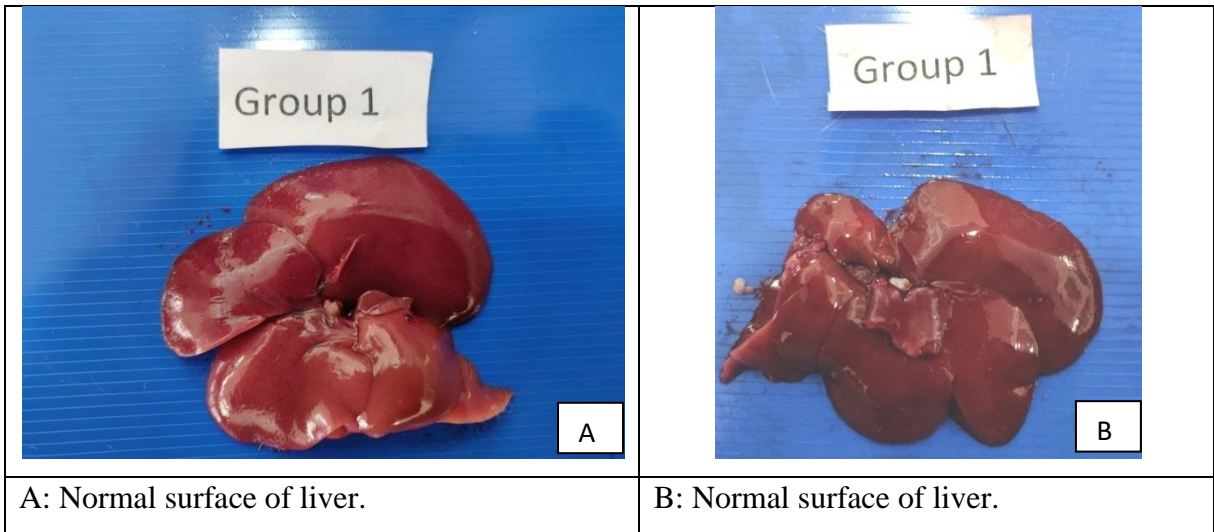 Group 1
A
Group 1
B
A: Normal surface of liver.
B: Normal surface of liver.